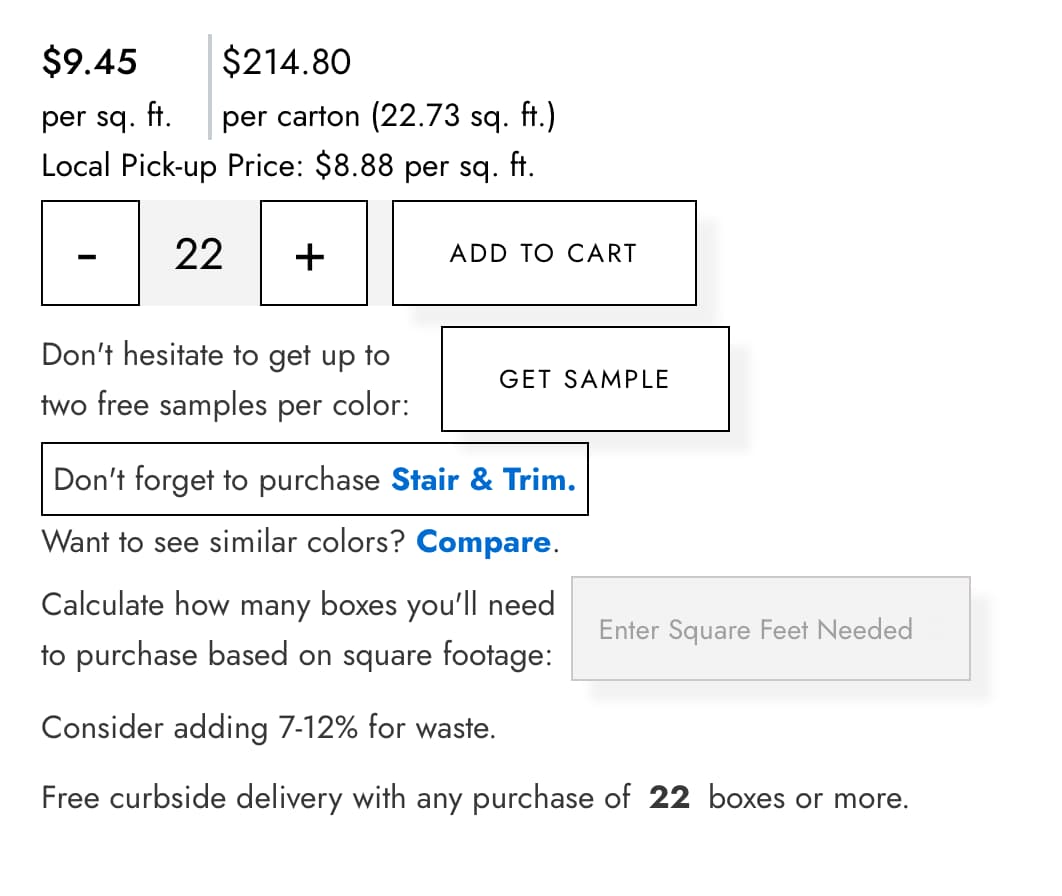 $9.45
per sq. ft.
$214.80
per carton (22.73 sq. ft.)
Local Pick-up Price: $8.88 per sq. ft.
- 22 + ADD TO CART
Don't hesitate to get up to
two free samples per color:
GET SAMPLE
Don't forget to purchase Stair & Trim.
Want to see similar colors? Compare.
Calculate how many boxes you'll need
to purchase based on square footage:
Enter Square Feet Needed
Consider adding 7-12% for waste.
Free curbside delivery with any purchase of 22 boxes or more.